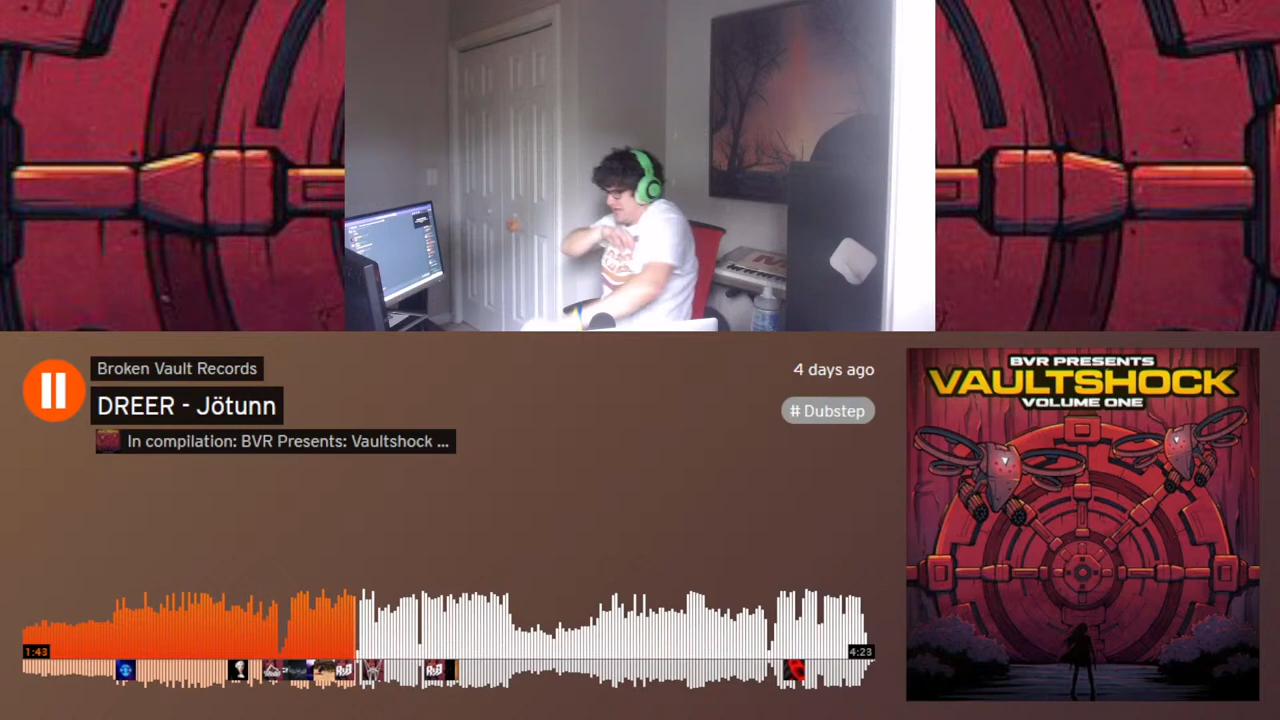 Broken Vault Records
4 days ago
DREER - Jötunn
# Dubstep
In compilation: BVR Presents: Vaultshock ...
1:43
4:23
BVR PRESENTS
VAULTSHOCK
VOLUME ONE